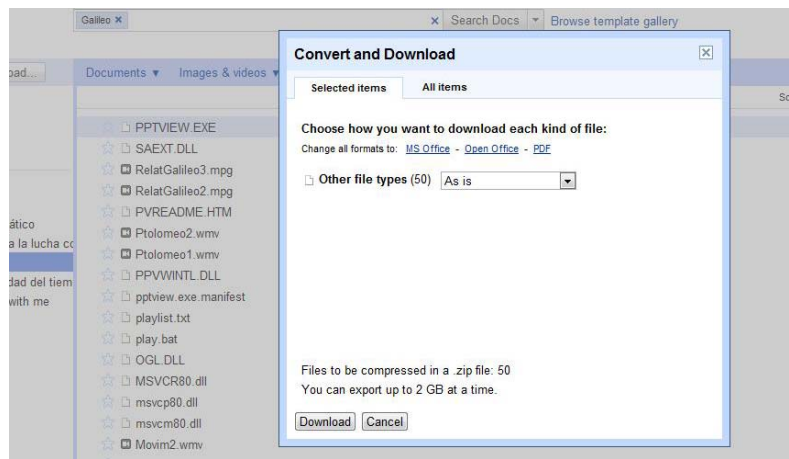 Galileo × × Search Docs Browse template gallery
oad... Documents ▼ Images & videos ▼
PPTVIEW.EXE
SAEXT.DLL
RelatGalileo3.mpg
RelatGalileo2.mpg
PVREADME.HTM
ático
Ptolomeo2.wmv
a la lucha co
Ptolomeo1.wmv
PPVWINTL.DLL
dad del tiem
pptview.exe.manifest
with me
playlist.txt
play.bat
OGL.DLL
MSVCR80.dll
msvcp80.dll
msvcm80.dll
Movim2.wmv
Convert and Download
Selected items All items
Choose how you want to download each kind of file:
Change all formats to: MS Office - Open Office - PDF
Other file types (50) As is
Files to be compressed in a .zip file: 50
You can export up to 2 GB at a time.
Download Cancel